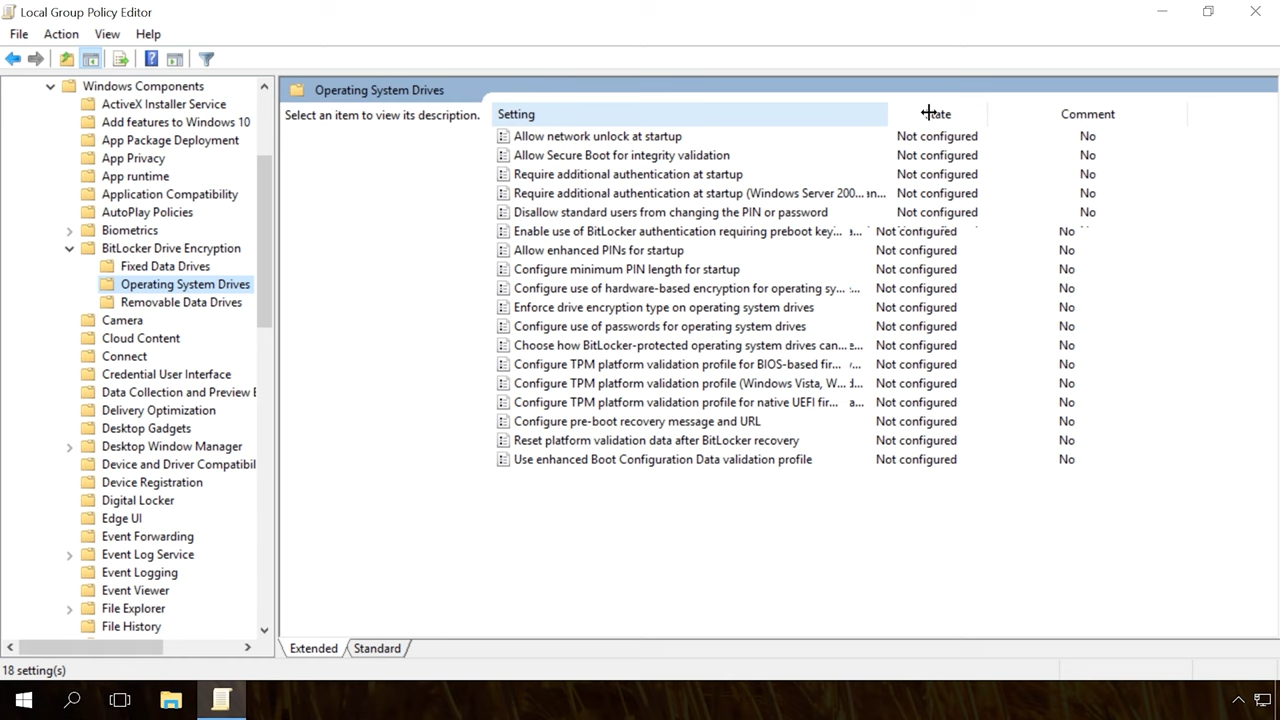 Local Group Policy Editor
File Action View Help
Windows Components
ActiveX Installer Service
Add features to Windows 10
App Package Deployment
App Privacy
App runtime
Application Compatibility
AutoPlay Policies
Biometrics
BitLocker Drive Encryption
Fixed Data Drives
Operating System Drives
Removable Data Drives
Camera
Cloud Content
Connect
Credential User Interface
Data Collection and Preview B
Delivery Optimization
Desktop Gadgets
Desktop Window Manager
Device and Driver Compatibil
Device Registration
Digital Locker
Edge UI
Event Forwarding
Event Log Service
Event Logging
Event Viewer
File Explorer
File History
Operating System Drives
Select an item to view its description.
Setting Comment
Allow network unlock at startup Not configured No
Allow Secure Boot for integrity validation Not configured No
Require additional authentication at startup Not configured No
Require additional authentication at startup (Windows Server 200... Not configured No
Disallow standard users from changing the PIN or password Not configured No
Enable use of BitLocker authentication requiring preboot key... Not configured No
Allow enhanced PINs for startup Not configured No
Configure minimum PIN length for startup Not configured No
Configure use of hardware-based encryption for operating sy... Not configured No
Enforce drive encryption type on operating system drives Not configured No
Configure use of passwords for operating system drives Not configured No
Choose how BitLocker-protected operating system drives can... Not configured No
Configure TPM platform validation profile for BIOS-based fir... Not configured No
Configure TPM platform validation profile (Windows Vista, W... Not configured No
Configure TPM platform validation profile for native UEFI fir... Not configured No
Configure pre-boot recovery message and URL Not configured No
Reset platform validation data after BitLocker recovery Not configured No
Use enhanced Boot Configuration Data validation profile Not configured No
Extended Standard
18 setting(s)